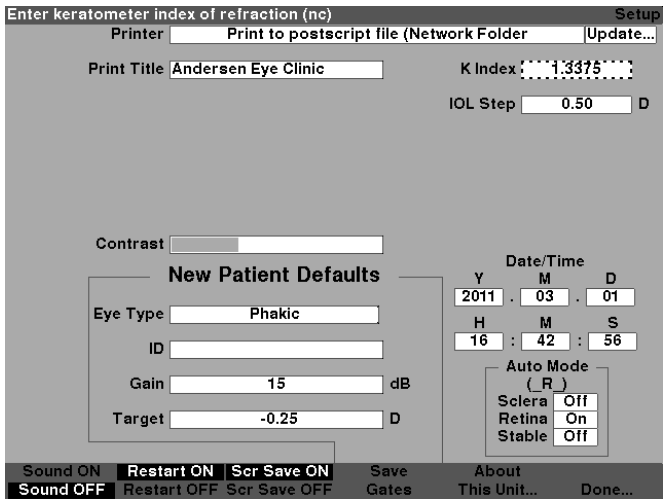 Enter keratometer index of refraction (nc) Setup
Printer Print to postscript file (Network Folder Update...
Print Title Andersen Eye Clinic K Index 1.3375
IOL Step 0.50 D
Contrast
New Patient Defaults
Eye Type Phakic
ID
Gain 15 dB
Target -0.25 D
Date/Time
Y M D
2011 . 03 . 01
H M S
16 : 42 : 56
Auto Mode
(_R_)
Sclera Off
Retina On
Stable Off
Sound ON Restart ON Scr Save ON Save About
Sound OFF Restart OFF Scr Save OFF Gates This Unit... Done...